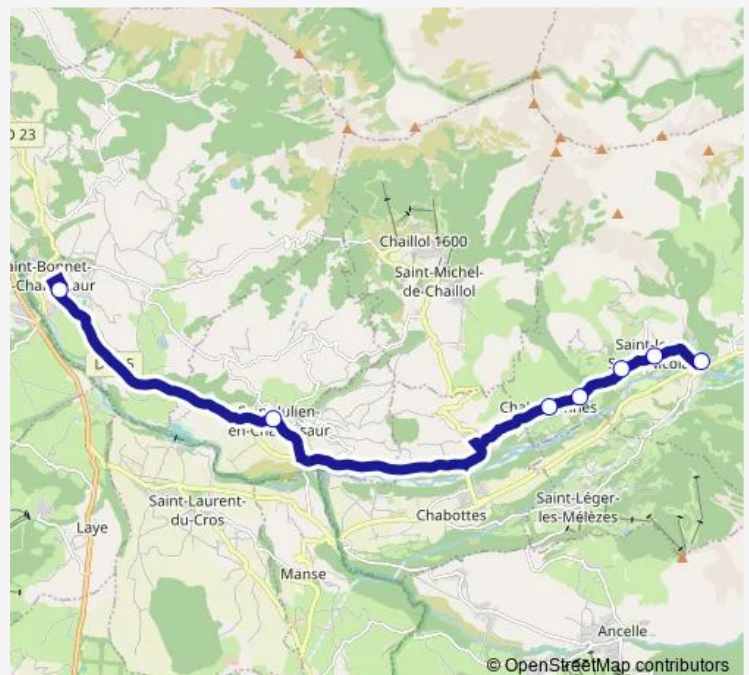 D 23
Chaillol 1600
Saint-Michel-
de-Chaillol
Saint-Laurent-
du-Cros
Chabottes
Saint-Léger-
les-Mélèzes
Laye
Manse
Ancelle
© OpenStreetMap contributors